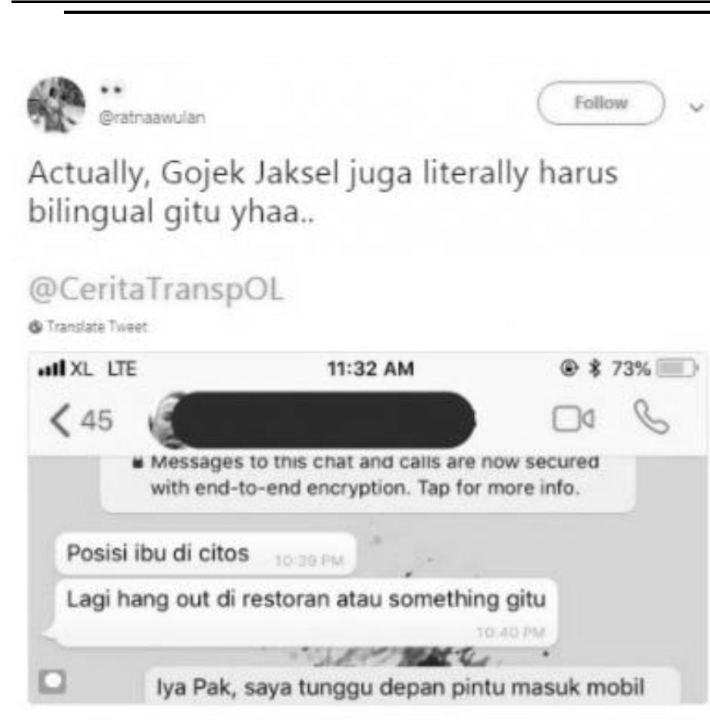 @ratnaawulan
Follow
Actually, Gojek Jaksel juga literally harus
bilingual gitu yhaa..
@CeritaTranspOL
Translate Tweet
XL LTE 11:32 AM 73%
45
Messages to this chat and calls are now secured
with end-to-end encryption. Tap for more info.
Posisi ibu di citos 10:39 PM
Lagi hang out di restoran atau something gitu
10:40 PM
Iya Pak, saya tunggu depan pintu masuk mobil